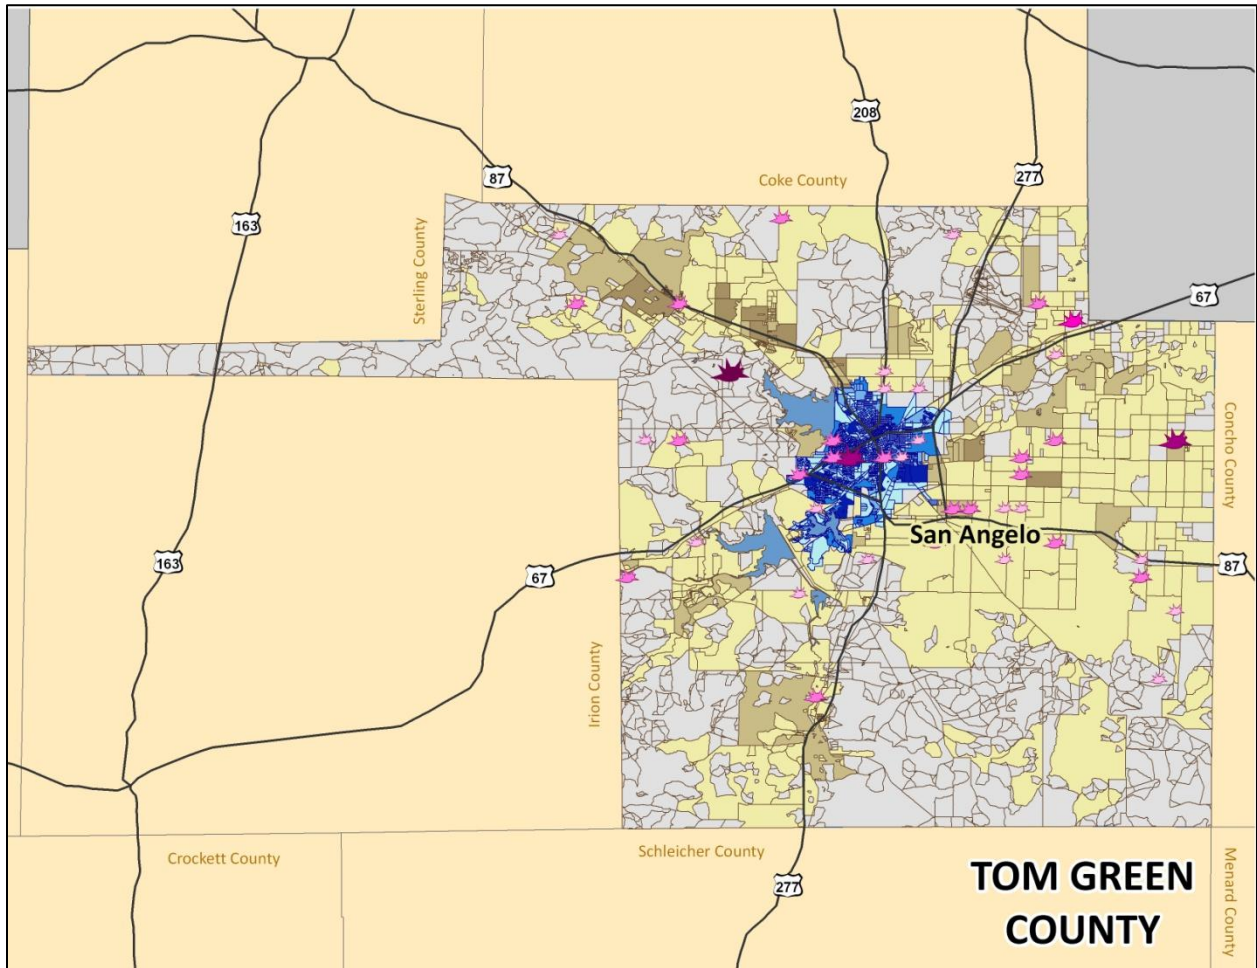 208
87
277
Coke County
163
Sterling County
67
Concho County
San Angelo
163
67
87
Irion County
Crockett County
Schleicher County
277
TOM GREEN
COUNTY
Menard County